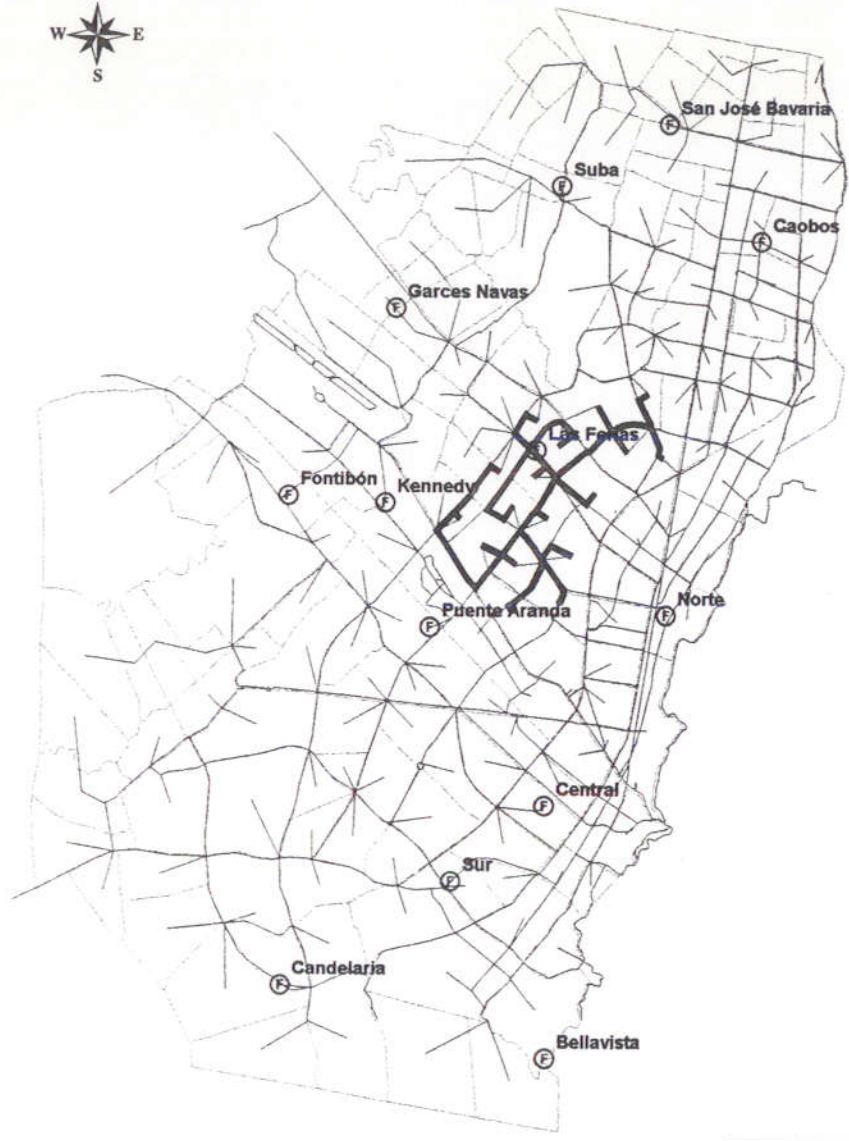 W E
S
San José Bavaria
F
Suba
F
Caobos
F
Garces Navas
F
Las Ferias
F
Fontibón
F
Kennedy
F
Norte
F
Puente Aranda
F
Central
F
Sur
F
Candelaria
F
Bellavista
F